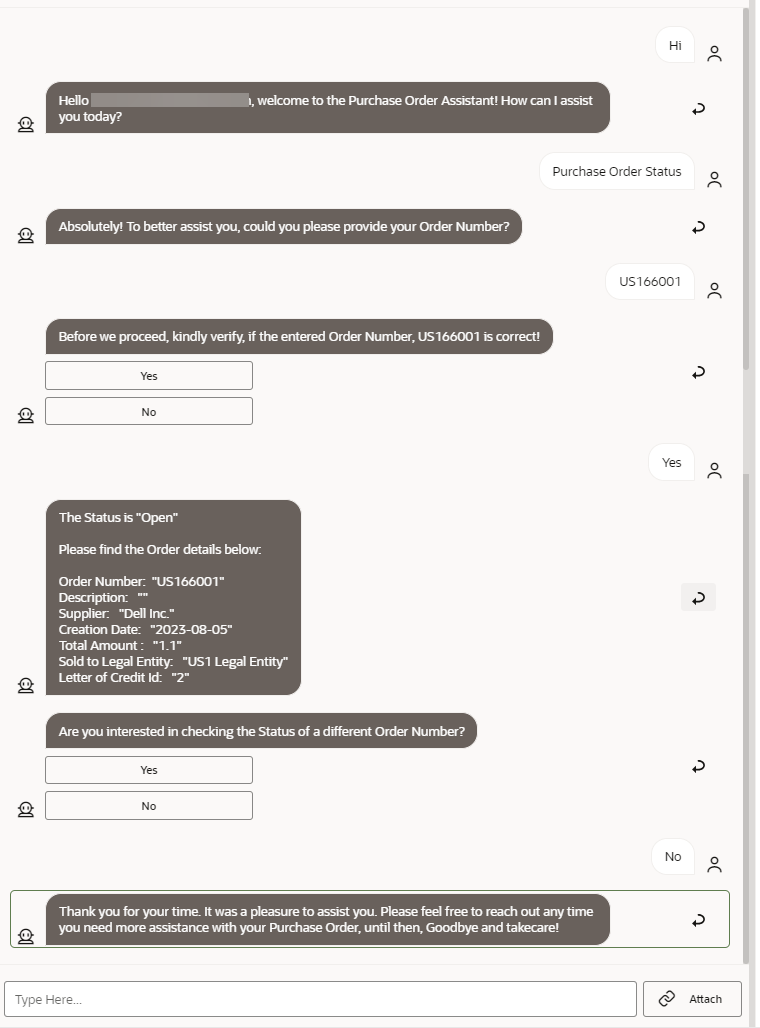 Hi
Hello , welcome to the Purchase Order Assistant! How can I assist
you today?
Purchase Order Status
Absolutely! To better assist you, could you please provide your Order Number?
US166001
Before we proceed, kindly verify, if the entered Order Number, US166001 is correct!
Yes
No
Yes
The Status is "Open"
Please find the Order details below:
Order Number:  "US166001"
Description:   ""
Supplier:   "Dell Inc."
Creation Date:   "2023-08-05"
Total Amount :   "1.1"
Sold to Legal Entity:   "US1 Legal Entity"
Letter of Credit Id:   "2"
Are you interested in checking the Status of a different Order Number?
Yes
No
No
Thank you for your time. It was a pleasure to assist you. Please feel free to reach out any time
you need more assistance with your Purchase Order, until then, Goodbye and takecare!
Type Here...
Attach